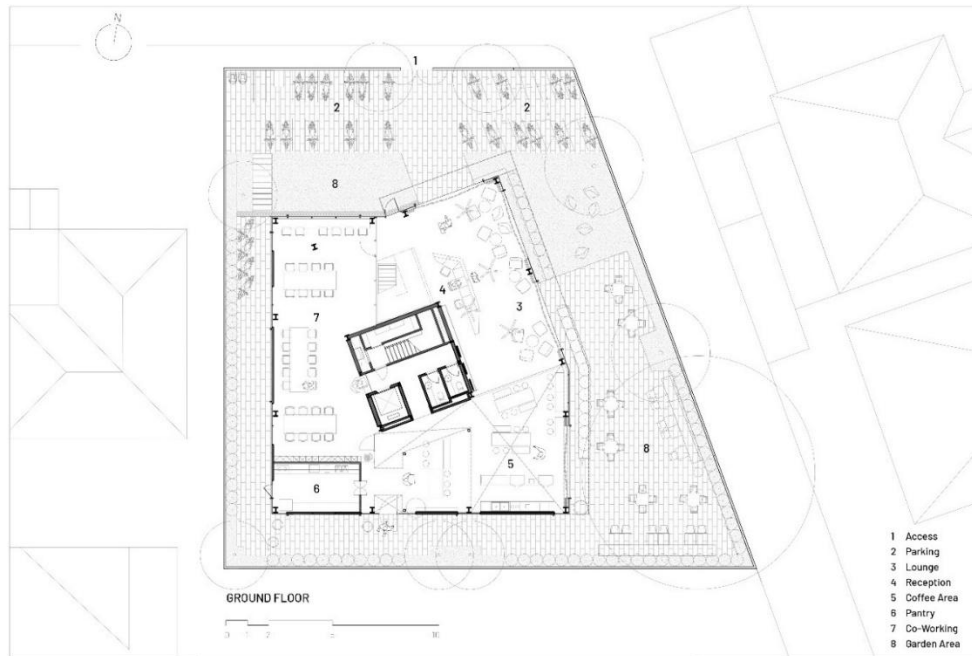 N
1
2
2
8
4
3
7
8
5
6
GROUND FLOOR
0 1 2 5 10
1 Access
2 Parking
3 Lounge
4 Reception
5 Coffee Area
6 Pantry
7 Co-Working
8 Garden Area